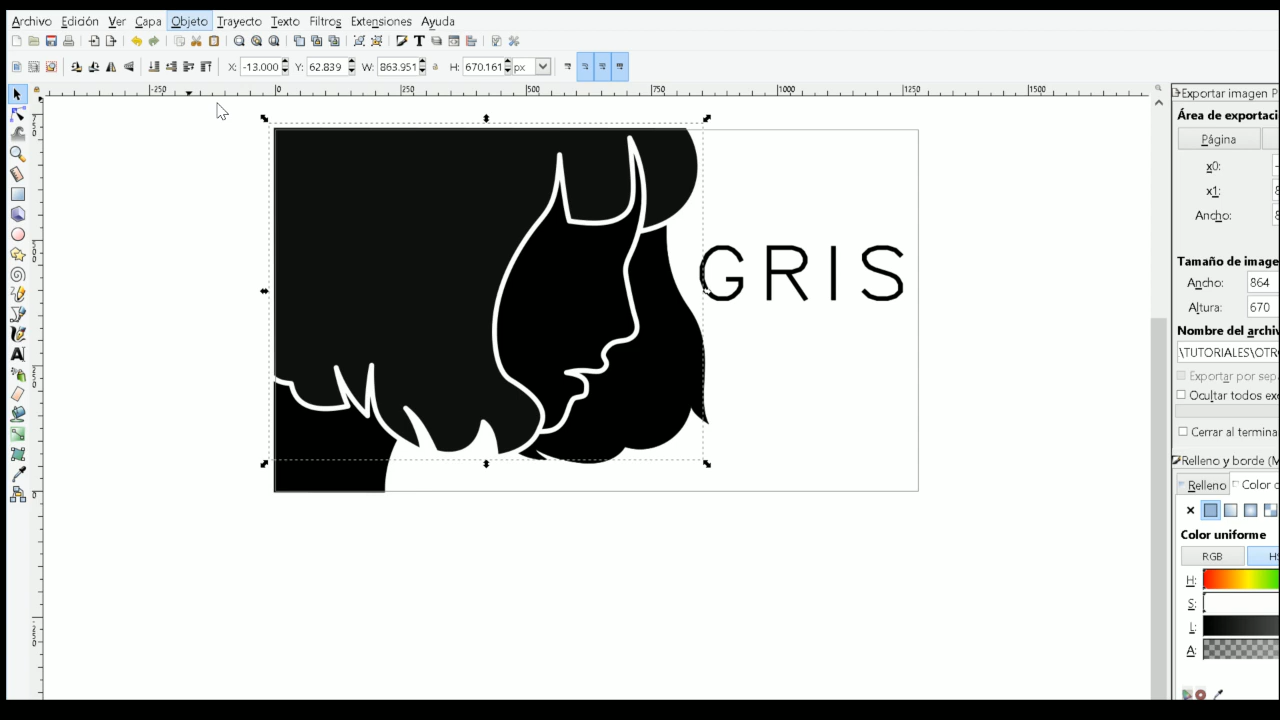 Archivo Edición Ver Capa Objeto Trayecto Texto Filtros Extensiones Ayuda
X: -13.000 Y: 62.839 W: 863.951 H: 670.161 px
-250 0 250 500 750 1000 1250 1500
Exportar imagen P
Área de exportaci
Página
x0:
x1:
Ancho:
GRIS
Tamaño de image
Ancho: 864
Altura: 670
Nombre del archiv
\TUTORIALES\OTR
Exportar por sep
Ocultar todos exc
Cerrar al termina
Relleno y borde (M
Relleno Color d
Color uniforme
RGB HS
H:
S:
L:
A: